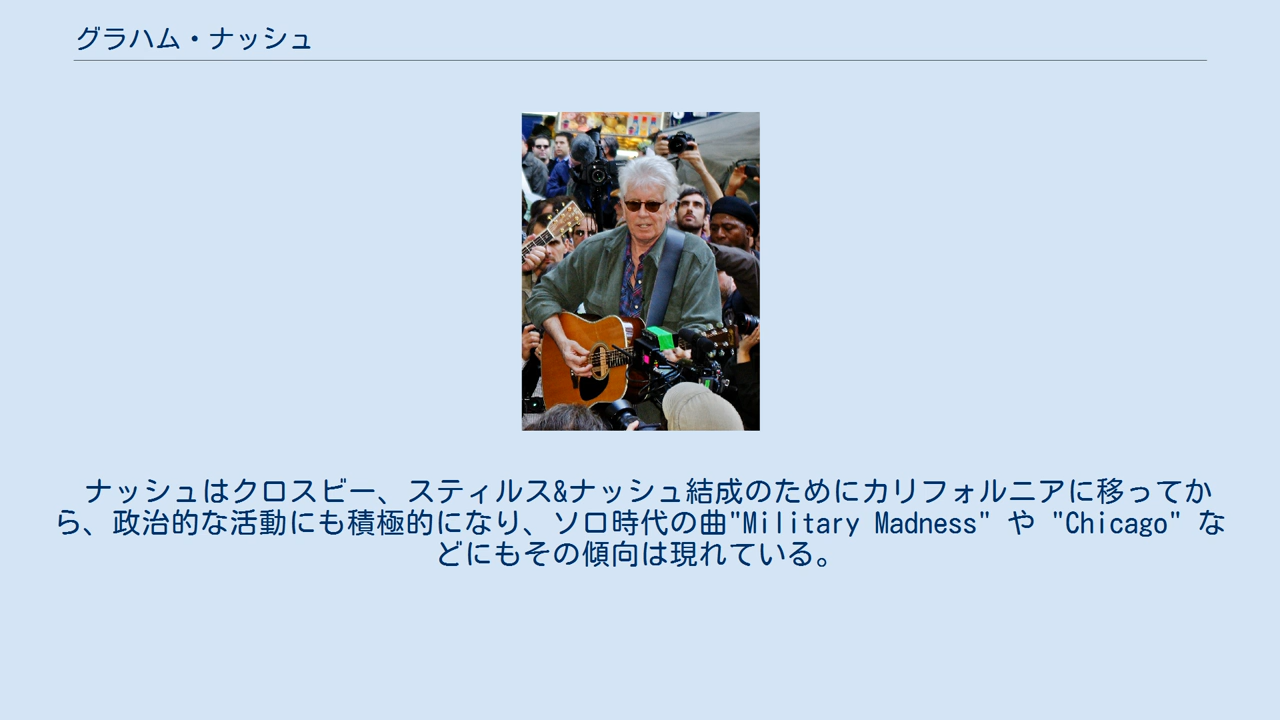 グラハム・ナッシュ
ナッシュはクロスビー、スティルス&ナッシュ結成のためにカリフォルニアに移ってか
ら、政治的な活動にも積極的になり、ソロ時代の曲"Military Madness" や "Chicago" な
どにもその傾向は現れている。